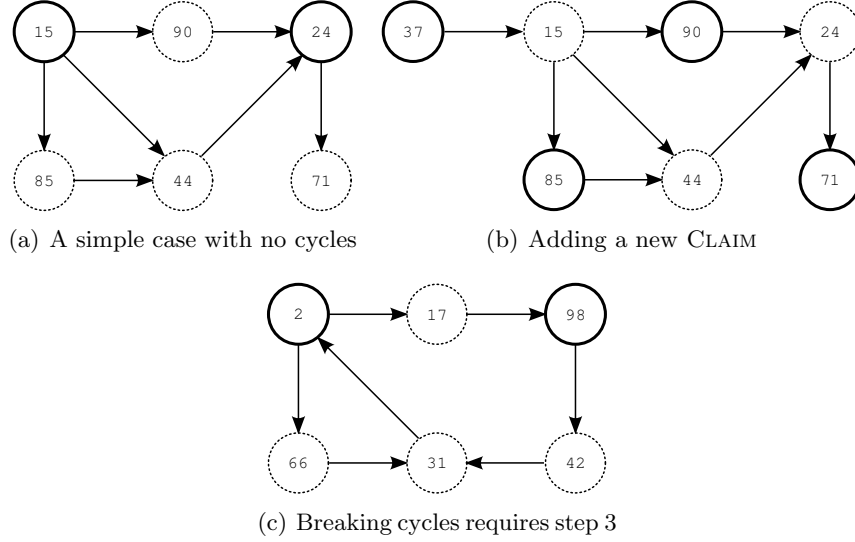 15 90 24
85 44 71
(a) A simple case with no cycles
37 15 90 24
85 44 71
(b) Adding a new CLAIM
2 17 98
66 31 42
(c) Breaking cycles requires step 3